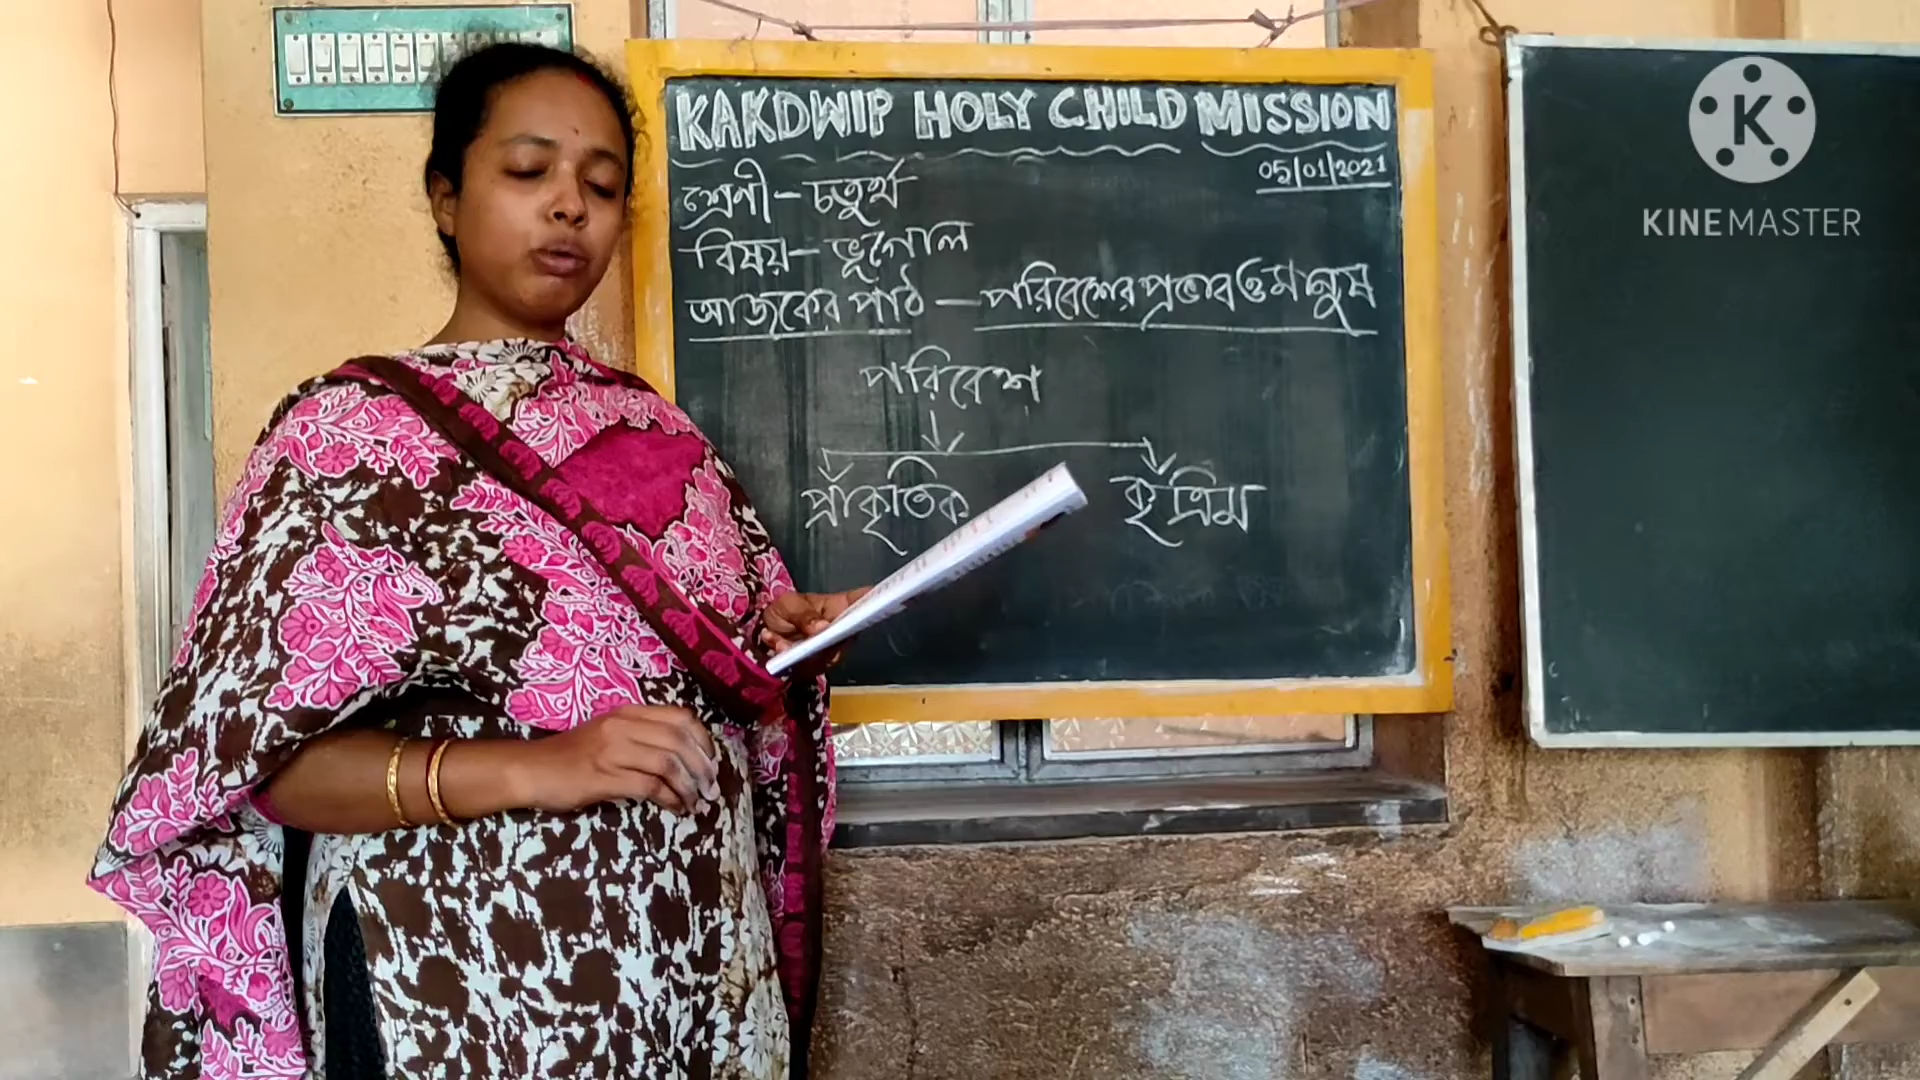 KAKDWIP HOLY CHILD MISSION
05/01/2021
শ্রেণী - চতুর্থ
বিষয় - ভূগোল
আজকের পাঠ - পরিবেশের প্রভাব ও মানুষ
পরিবেশ
প্রাকৃতিক কৃত্রিম
K
KINEMASTER